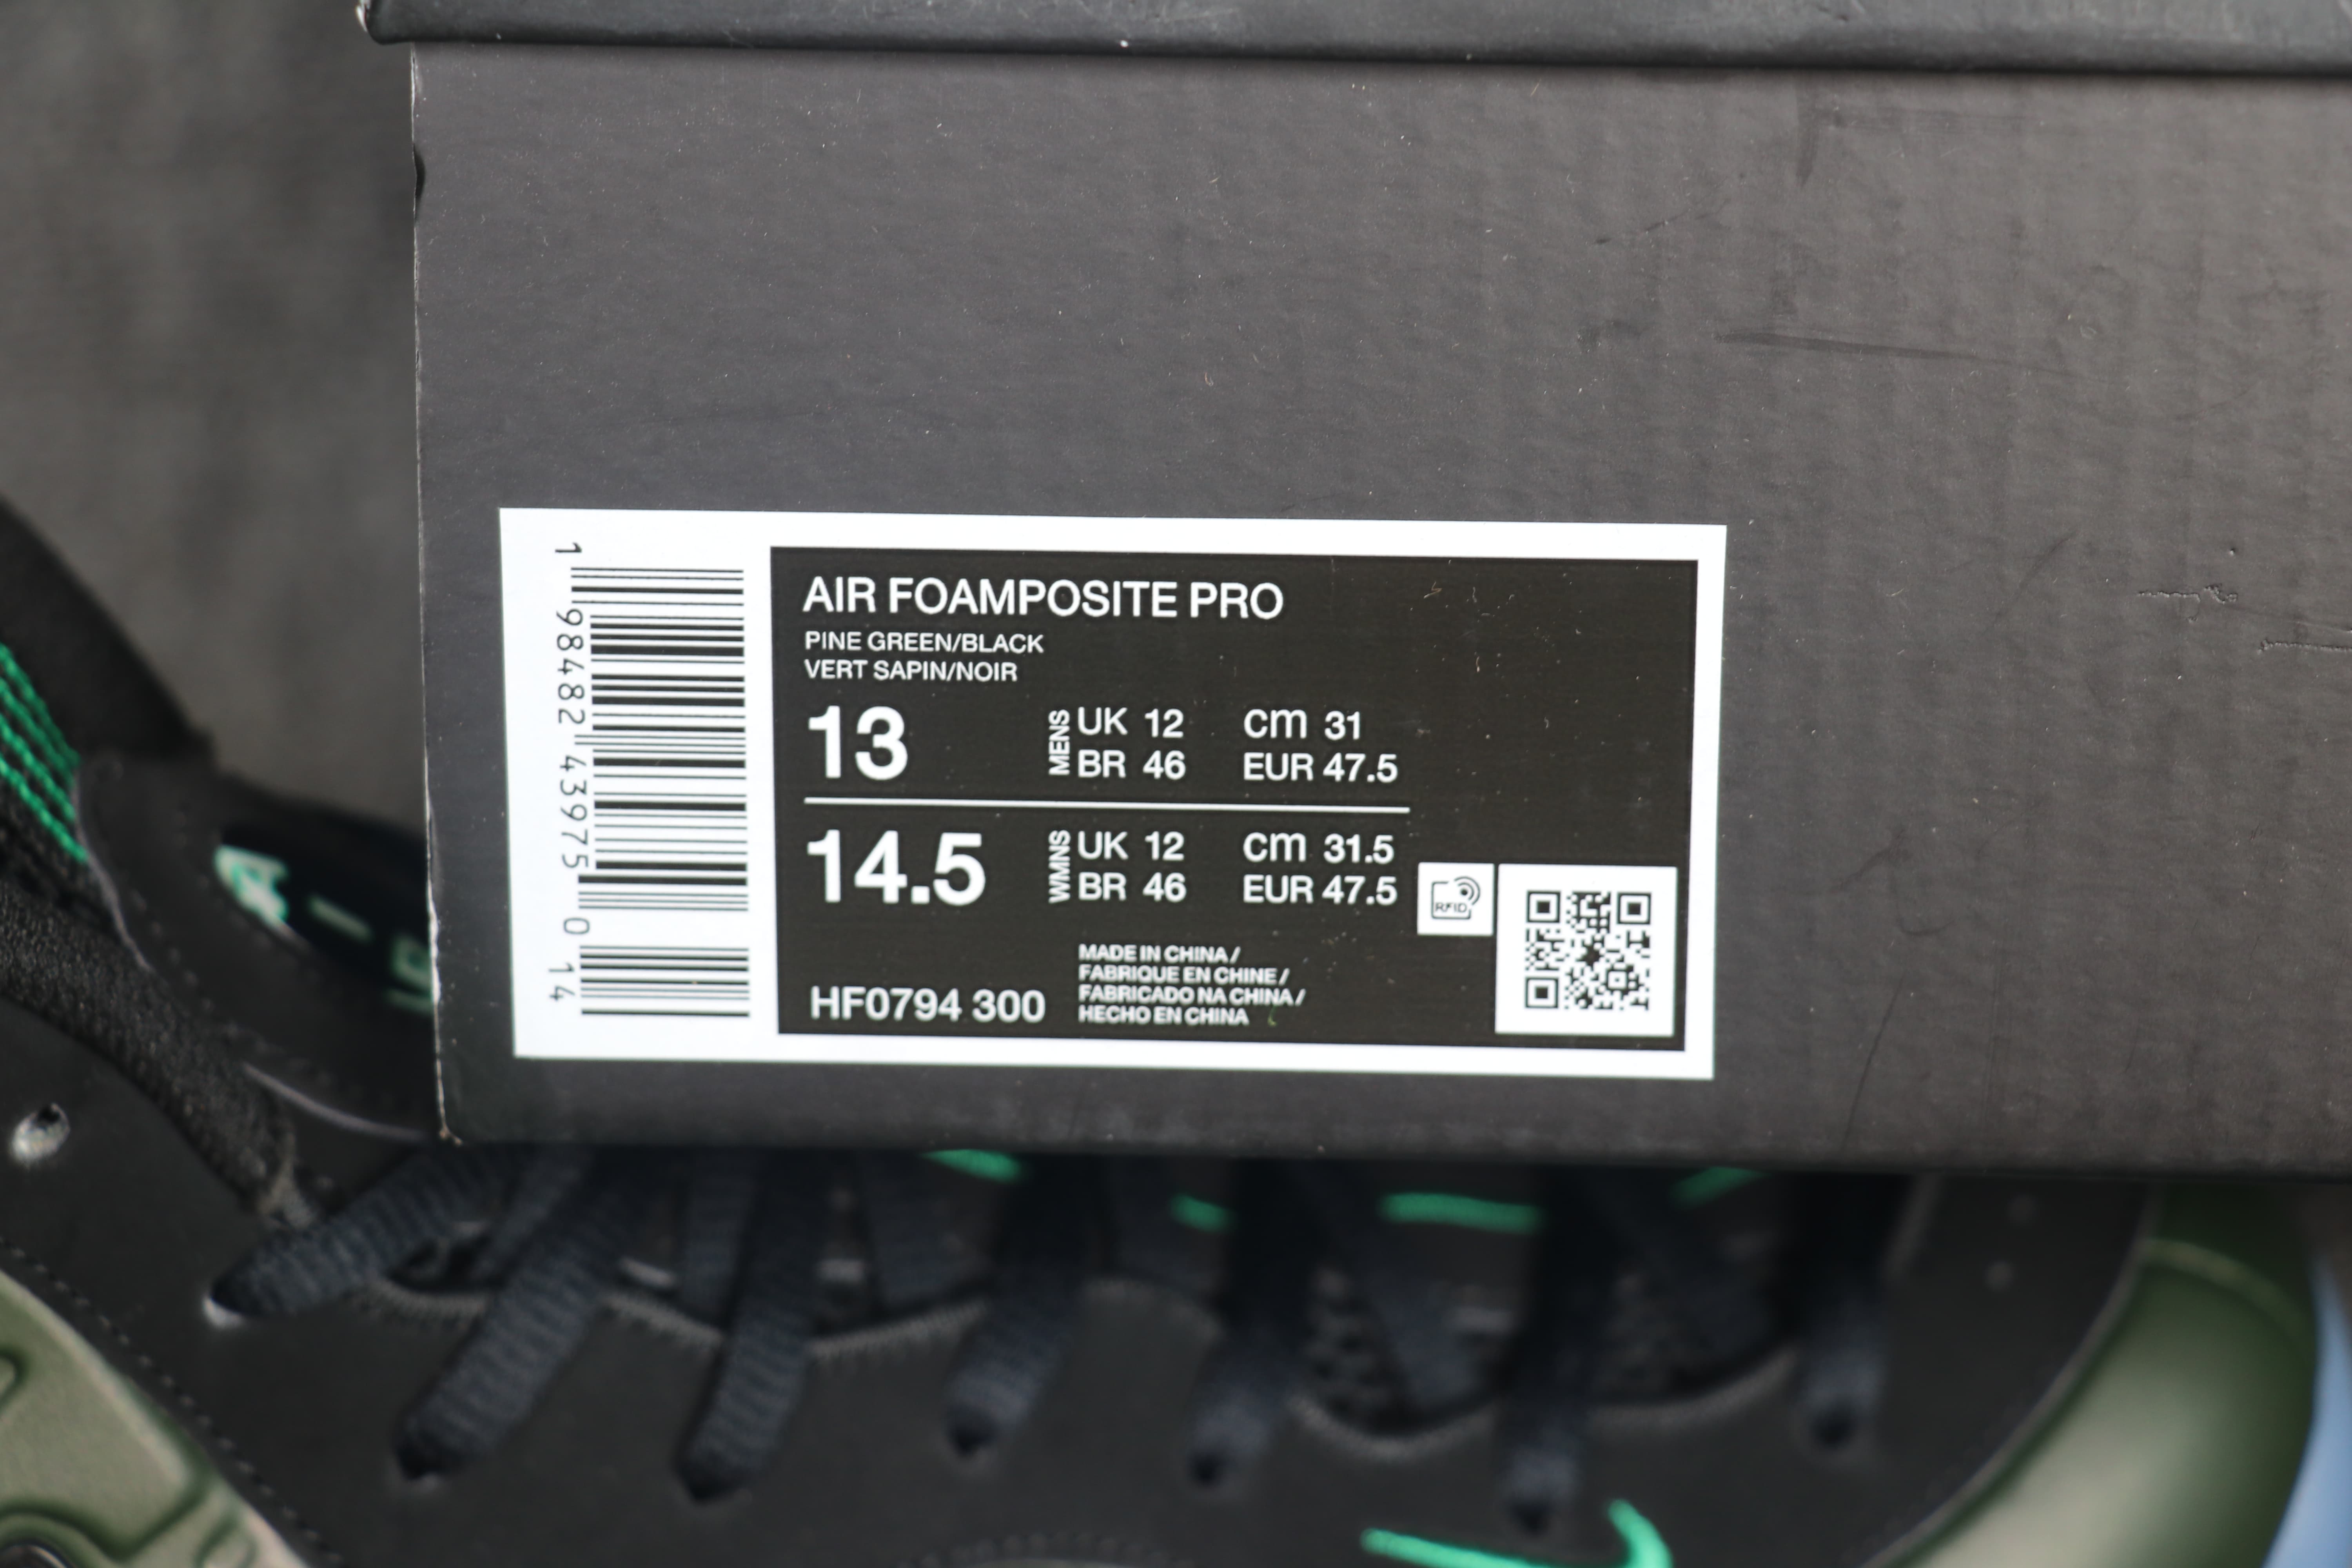 1 98482 43975 0 14
AIR FOAMPOSITE PRO
PINE GREEN/BLACK
VERT SAPIN/NOIR
13 MENS UK 12 cm 31
BR 46 EUR 47.5
14.5 WMNS UK 12 cm 31.5
BR 46 EUR 47.5
RFID
MADE IN CHINA /
FABRIQUE EN CHINE /
FABRICADO NA CHINA /
HECHO EN CHINA
HF0794 300